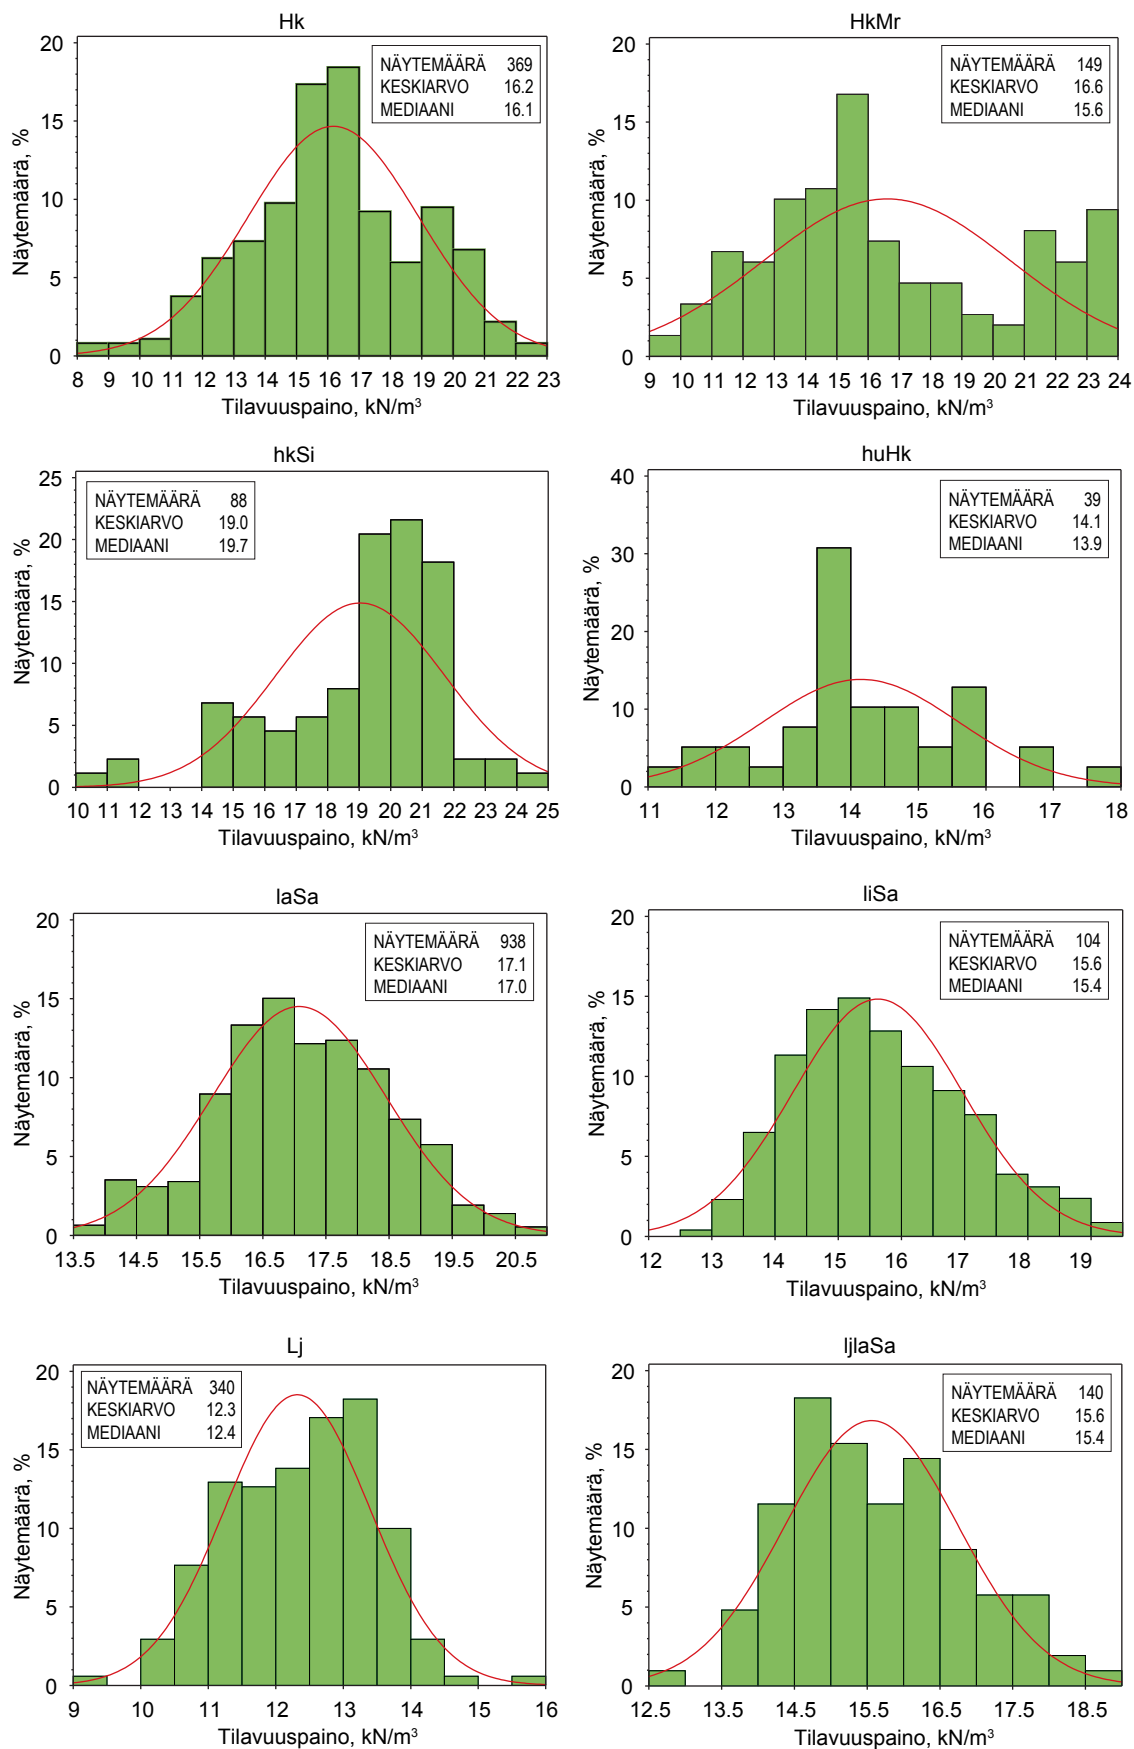 Hk
20
15
10
5
0
Näytemäärä, %
NÄYTEMÄÄRÄ 369
KESKIARVO 16.2
MEDIAANI 16.1
8 9 10 11 12 13 14 15 16 17 18 19 20 21 22 23
Tilavuuspaino, kN/m³
HkMr
20
15
10
5
0
Näytemäärä, %
NÄYTEMÄÄRÄ 149
KESKIARVO 16.6
MEDIAANI 15.6
9 10 11 12 13 14 15 16 17 18 19 20 21 22 23 24
Tilavuuspaino, kN/m³
hkSi
25
20
15
10
5
0
Näytemäärä, %
NÄYTEMÄÄRÄ 88
KESKIARVO 19.0
MEDIAANI 19.7
10 11 12 13 14 15 16 17 18 19 20 21 22 23 24 25
Tilavuuspaino, kN/m³
huHk
40
30
20
10
0
Näytemäärä, %
NÄYTEMÄÄRÄ 39
KESKIARVO 14.1
MEDIAANI 13.9
11 12 13 14 15 16 17 18
Tilavuuspaino, kN/m³
laSa
20
15
10
5
0
Näytemäärä, %
NÄYTEMÄÄRÄ 938
KESKIARVO 17.1
MEDIAANI 17.0
13.5 14.5 15.5 16.5 17.5 18.5 19.5 20.5
Tilavuuspaino, kN/m³
liSa
20
15
10
5
0
Näytemäärä, %
NÄYTEMÄÄRÄ 104
KESKIARVO 15.6
MEDIAANI 15.4
12 13 14 15 16 17 18 19
Tilavuuspaino, kN/m³
Lj
20
15
10
5
0
Näytemäärä, %
NÄYTEMÄÄRÄ 340
KESKIARVO 12.3
MEDIAANI 12.4
9 10 11 12 13 14 15 16
Tilavuuspaino, kN/m³
ljlaSa
20
15
10
5
0
Näytemäärä, %
NÄYTEMÄÄRÄ 140
KESKIARVO 15.6
MEDIAANI 15.4
12.5 13.5 14.5 15.5 16.5 17.5 18.5
Tilavuuspaino, kN/m³